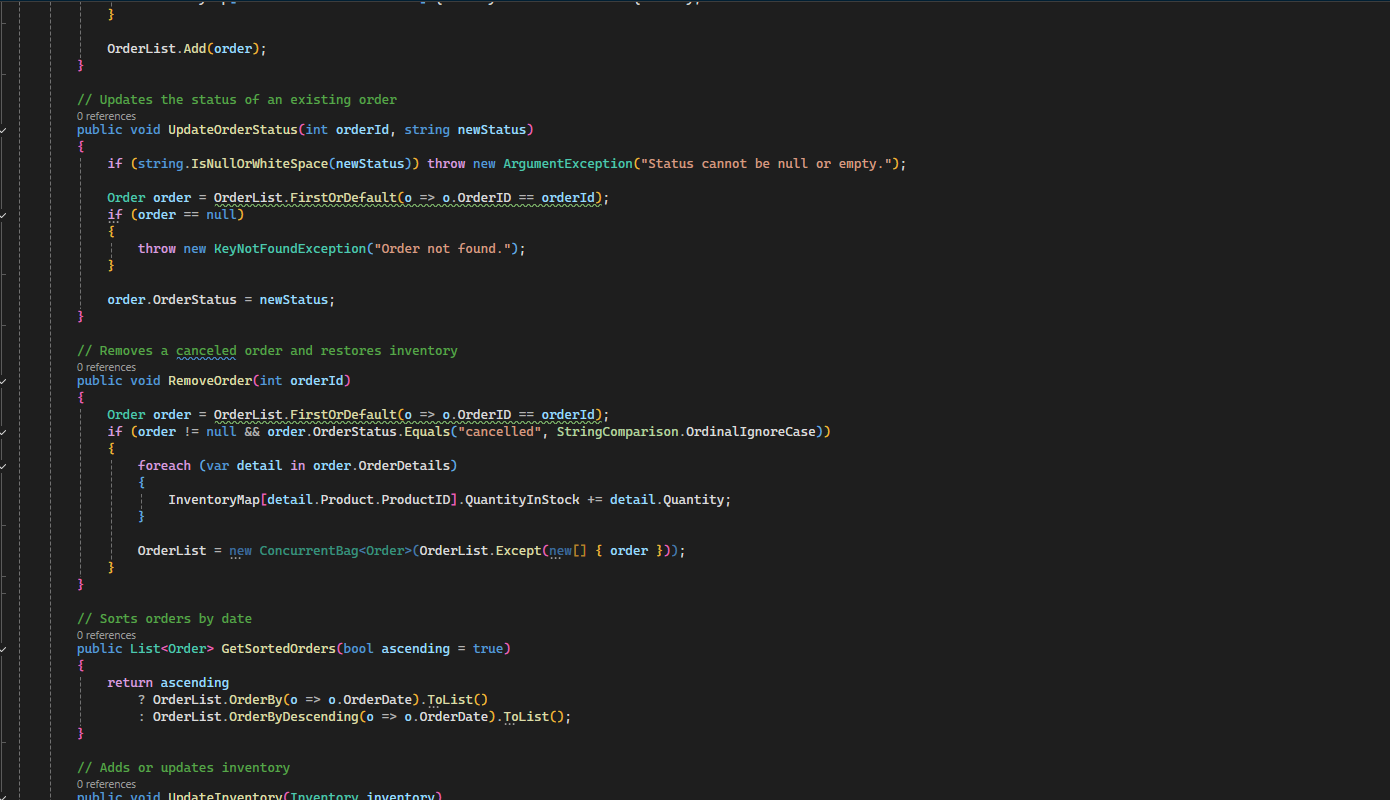 }
OrderList.Add(order);
}
// Updates the status of an existing order
0 references
public void UpdateOrderStatus(int orderId, string newStatus)
{
if (string.IsNullOrWhiteSpace(newStatus)) throw new ArgumentException("Status cannot be null or empty.");
Order order = OrderList.FirstOrDefault(o => o.OrderID == orderId);
if (order == null)
{
throw new KeyNotFoundException("Order not found.");
}
order.OrderStatus = newStatus;
}
// Removes a canceled order and restores inventory
0 references
public void RemoveOrder(int orderId)
{
Order order = OrderList.FirstOrDefault(o => o.OrderID == orderId);
if (order != null && order.OrderStatus.Equals("cancelled", StringComparison.OrdinalIgnoreCase))
{
foreach (var detail in order.OrderDetails)
{
InventoryMap[detail.Product.ProductID].QuantityInStock += detail.Quantity;
}
OrderList = new ConcurrentBag<Order>(OrderList.Except(new[] { order }));
}
}
// Sorts orders by date
0 references
public List<Order> GetSortedOrders(bool ascending = true)
{
return ascending
? OrderList.OrderBy(o => o.OrderDate).ToList()
: OrderList.OrderByDescending(o => o.OrderDate).ToList();
}
// Adds or updates inventory
0 references
public void UpdateInventory(Inventory inventory)